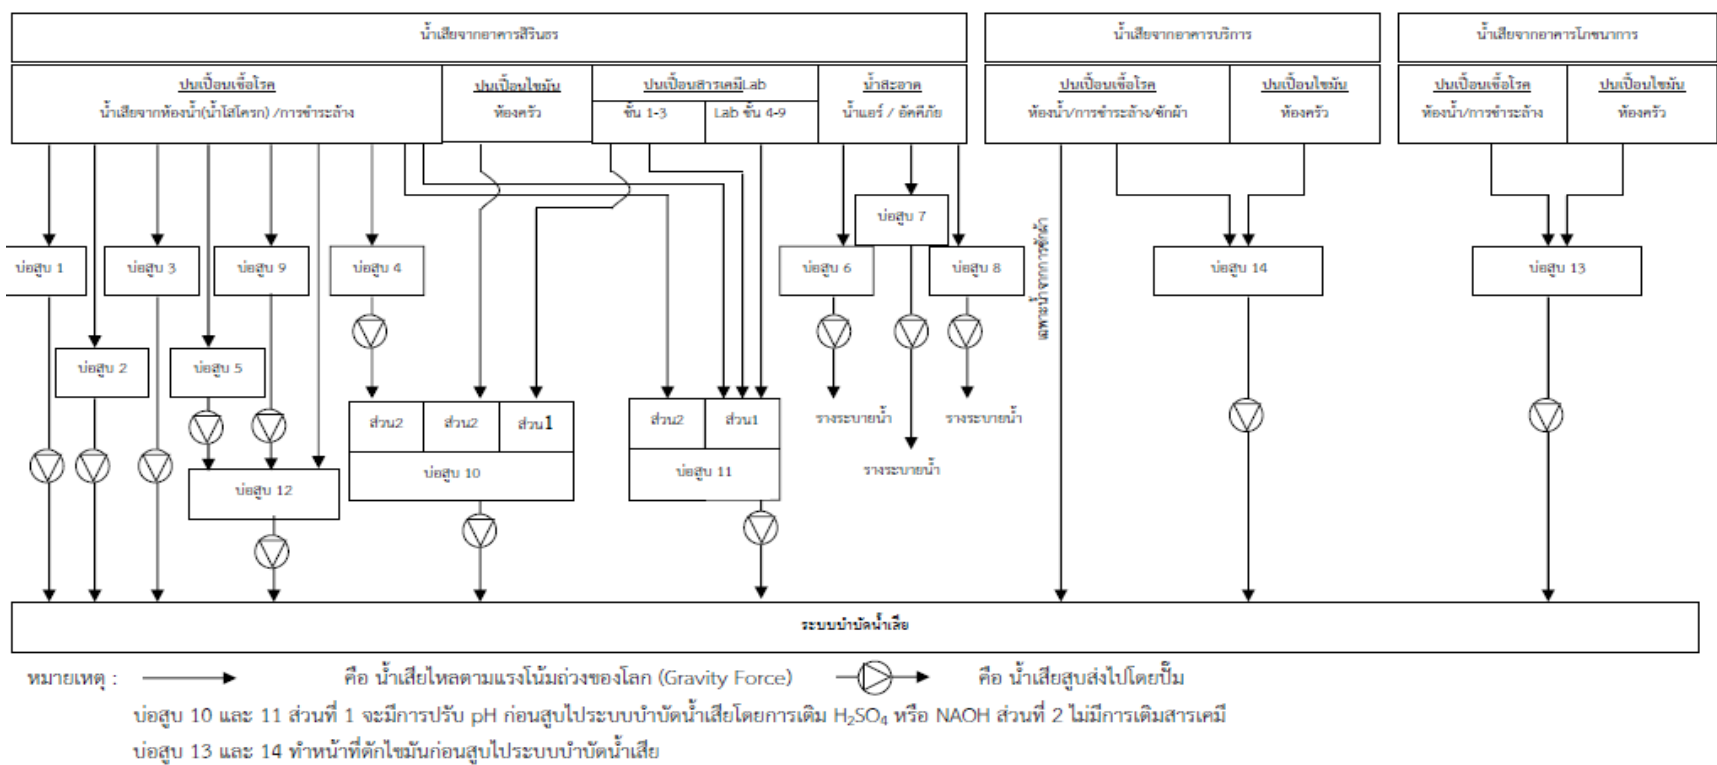 น้ำเสียจากอาคารสิรินธร
น้ำเสียจากอาคารบริการ
น้ำเสียจากอาคารโภชนาการ
ปนเปื้อนเชื้อโรค
น้ำเสียจากห้องน้ำ(น้ำโสโครก) /การชำระล้าง
ปนเปื้อนไขมัน
ห้องครัว
ปนเปื้อนสารเคมีLab
ชั้น 1-3
Lab ชั้น 4-9
น้ำสะอาด
น้ำแอร์ / อัคคีภัย
ปนเปื้อนเชื้อโรค
ห้องน้ำ/การชำระล้าง/ซักผ้า
ปนเปื้อนไขมัน
ห้องครัว
ปนเปื้อนเชื้อโรค
ห้องน้ำ/การชำระล้าง
ปนเปื้อนไขมัน
ห้องครัว
บ่อสูบ 7
เฉพาะน้ำจากการซักผ้า
บ่อสูบ 1
บ่อสูบ 3
บ่อสูบ 9
บ่อสูบ 4
บ่อสูบ 6
บ่อสูบ 8
บ่อสูบ 14
บ่อสูบ 13
บ่อสูบ 2
บ่อสูบ 5
ส่วน2
ส่วน2
ส่วน1
ส่วน2
ส่วน1
รางระบายน้ำ
รางระบายน้ำ
บ่อสูบ 10
บ่อสูบ 11
รางระบายน้ำ
บ่อสูบ 12
ระบบบำบัดน้ำเสีย
หมายเหตุ : คือ น้ำเสียไหลตามแรงโน้มถ่วงของโลก (Gravity Force) คือ น้ำเสียสูบส่งไปโดยปั๊ม
บ่อสูบ 10 และ 11 ส่วนที่ 1 จะมีการปรับ pH ก่อนสูบไประบบบำบัดน้ำเสียโดยการเติม H₂SO₄ หรือ NAOH ส่วนที่ 2 ไม่มีการเติมสารเคมี
บ่อสูบ 13 และ 14 ทำหน้าที่ดักไขมันก่อนสูบไประบบบำบัดน้ำเสีย